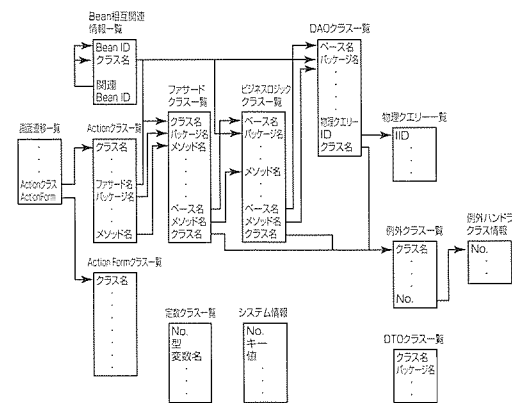 Bean相互関連
情報一覧
Bean ID
クラス名
関連
Bean ID
DAOクラス一覧
ベース名
パッケージ名
物理クエリー
ID
クラス名
ファサード
クラス一覧
クラス名
パッケージ名
メソッド名
ベース名
メソッド名
クラス名
ビジネスロジック
クラス一覧
ベース名
パッケージ名
メソッド名
ベース名
メソッド名
クラス名
物理クエリー一覧
IID
画面遷移一覧
Actionクラス
ActionForm
Actionクラス一覧
クラス名
ファサード名
パッケージ名
メソッド名
例外クラス一覧
クラス名
No.
例外ハンドラ
クラス情報
No.
Action Formクラス一覧
クラス名
定数クラス一覧
No.
型
変数名
システム情報
No.
キー
値
DTOクラス一覧
クラス名
パッケージ名